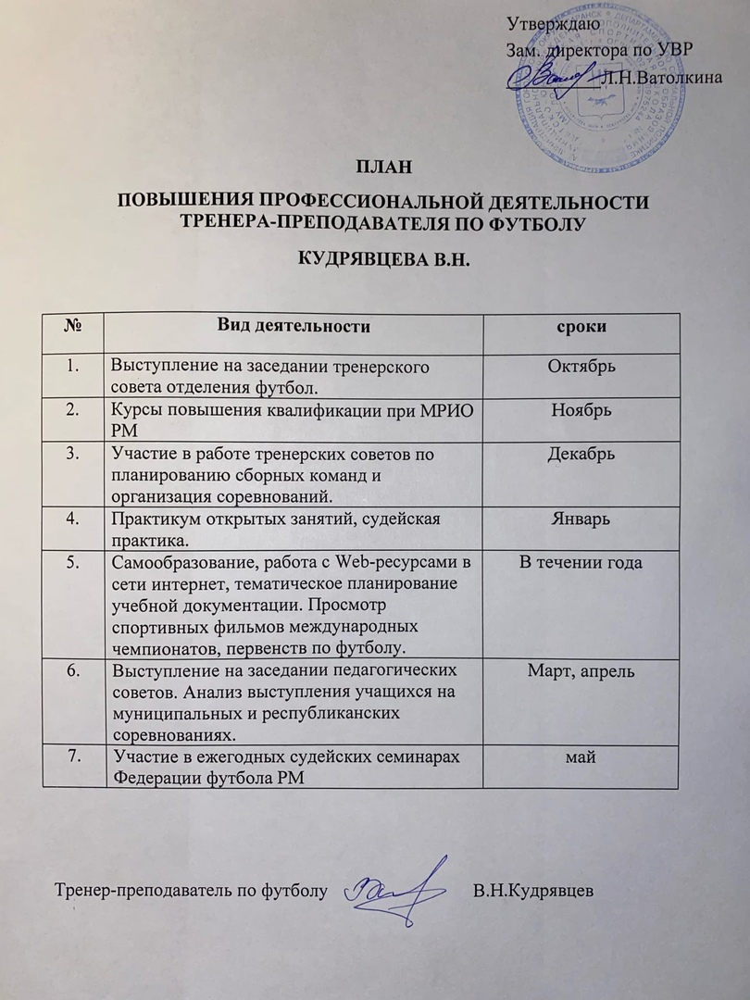 Утверждаю
Зам. директора по УВР
Л.Н.Ватолкина
ПЛАН
ПОВЫШЕНИЯ ПРОФЕССИОНАЛЬНОЙ ДЕЯТЕЛЬНОСТИ
ТРЕНЕРА-ПРЕПОДАВАТЕЛЯ ПО ФУТБОЛУ
КУДРЯВЦЕВА В.Н.
№ Вид деятельности сроки
1. Выступление на заседании тренерского Октябрь
совета отделения футбол.
2. Курсы повышения квалификации при МРИО Ноябрь
РМ
3. Участие в работе тренерских советов по Декабрь
планированию сборных команд и
организация соревнований.
4. Практикум открытых занятий, судейская Январь
практика.
5. Самообразование, работа с Web-ресурсами в В течении года
сети интернет, тематическое планирование
учебной документации. Просмотр
спортивных фильмов международных
чемпионатов, первенств по футболу.
6. Выступление на заседании педагогических Март, апрель
советов. Анализ выступления учащихся на
муниципальных и республиканских
соревнованиях.
7. Участие в ежегодных судейских семинарах май
Федерации футбола РМ
Тренер-преподаватель по футболу В.Н.Кудрявцев